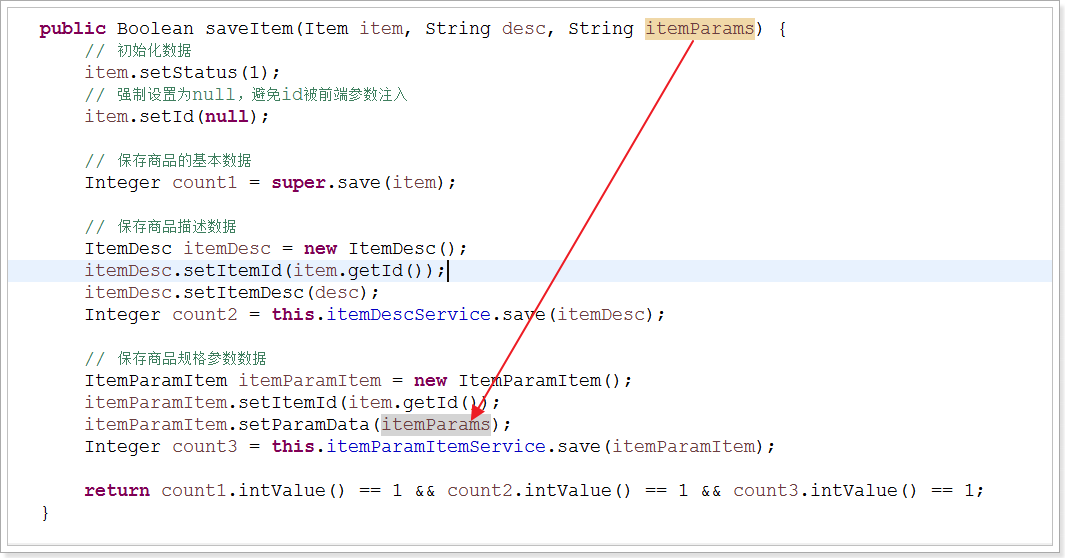 public Boolean saveItem(Item item, String desc, String itemParams) {
// 初始化数据
item.setStatus(1);
// 强制设置为null，避免id被前端参数注入
item.setId(null);
// 保存商品的基本数据
Integer count1 = super.save(item);
// 保存商品描述数据
ItemDesc itemDesc = new ItemDesc();
itemDesc.setItemId(item.getId());
itemDesc.setItemDesc(desc);
Integer count2 = this.itemDescService.save(itemDesc);
// 保存商品规格参数数据
ItemParamItem itemParamItem = new ItemParamItem();
itemParamItem.setItemId(item.getId());
itemParamItem.setParamData(itemParams);
Integer count3 = this.itemParamItemService.save(itemParamItem);
return count1.intValue() == 1 && count2.intValue() == 1 && count3.intValue() == 1;
}